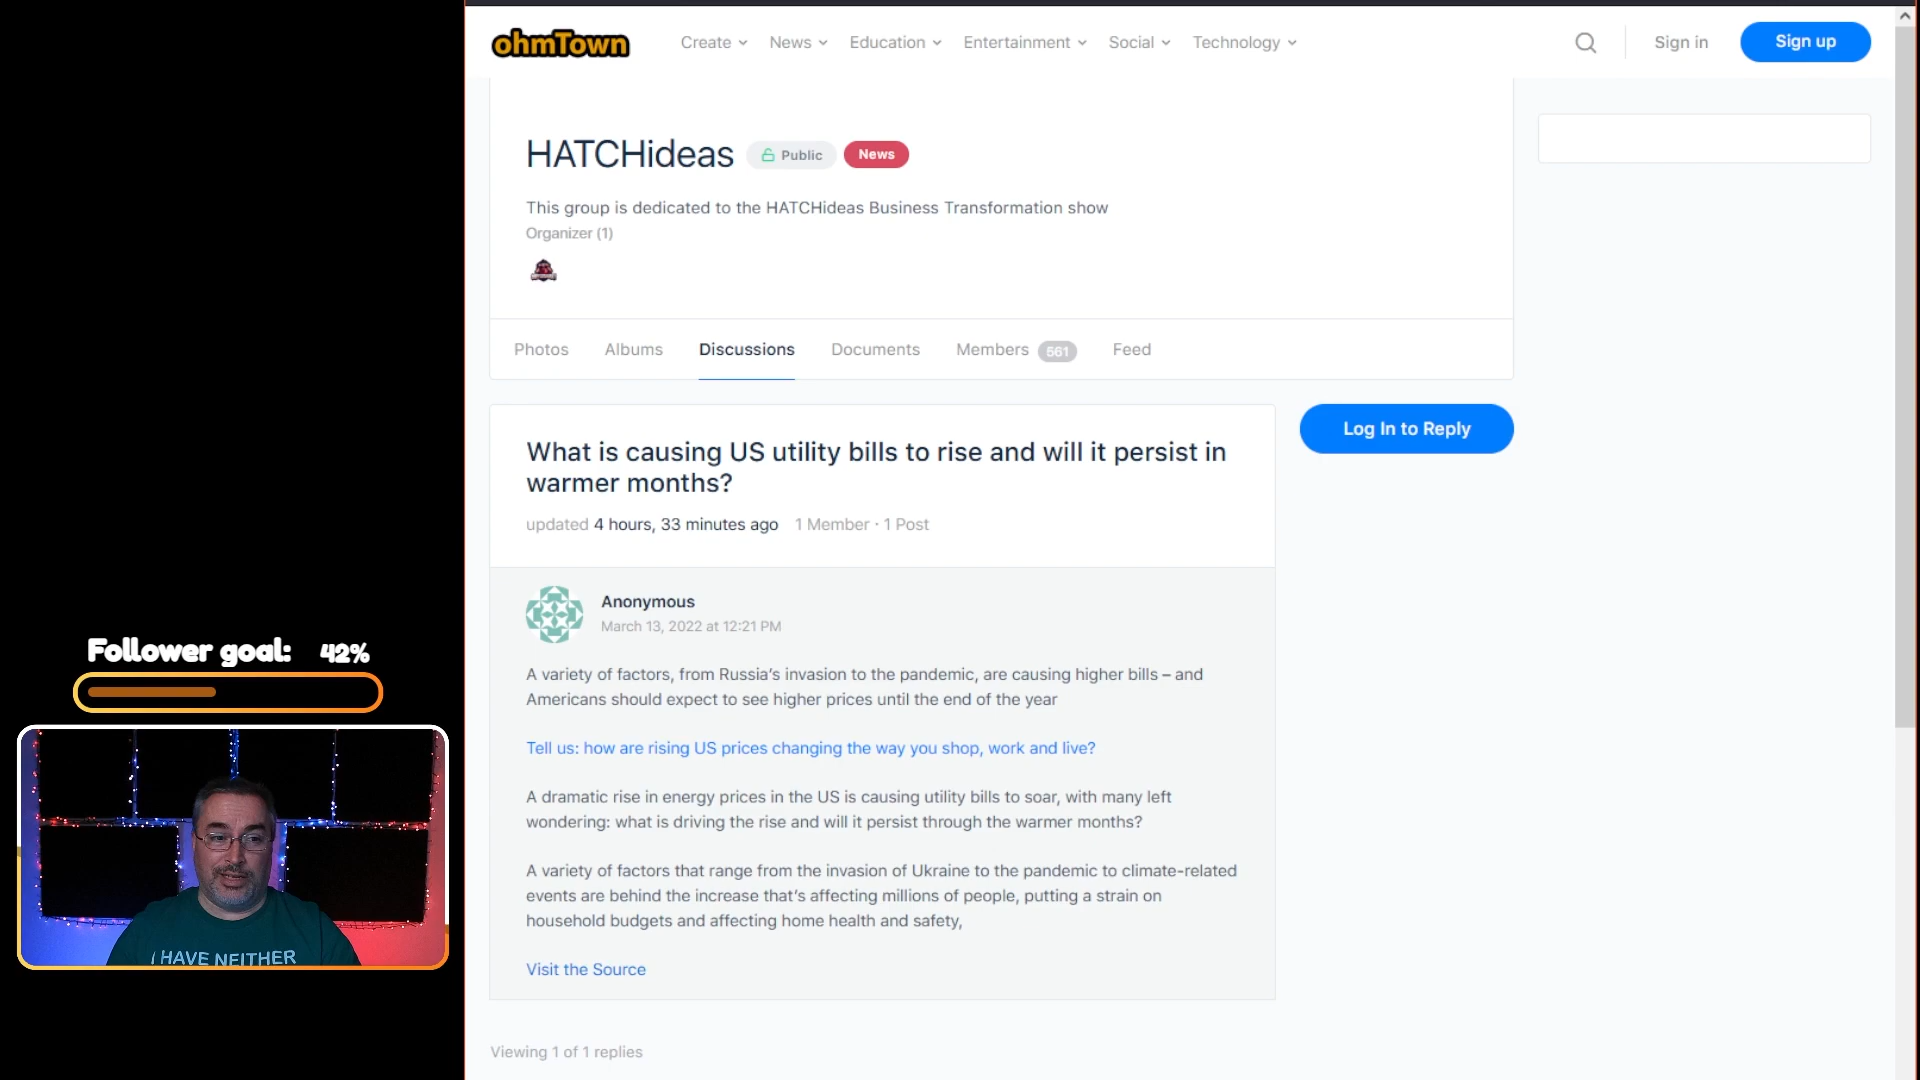 ohmTown
Create
News
Education
Entertainment
Social
Technology
Sign in
Sign up
HATCHideas
Public
News
This group is dedicated to the HATCHideas Business Transformation show
Organizer (1)
Photos
Albums
Discussions
Documents
Members 561
Feed
What is causing US utility bills to rise and will it persist in
warmer months?
updated 4 hours, 33 minutes ago 1 Member · 1 Post
Log In to Reply
Anonymous
March 13, 2022 at 12:21 PM
A variety of factors, from Russia’s invasion to the pandemic, are causing higher bills – and
Americans should expect to see higher prices until the end of the year
Tell us: how are rising US prices changing the way you shop, work and live?
A dramatic rise in energy prices in the US is causing utility bills to soar, with many left
wondering: what is driving the rise and will it persist through the warmer months?
A variety of factors that range from the invasion of Ukraine to the pandemic to climate-related
events are behind the increase that’s affecting millions of people, putting a strain on
household budgets and affecting home health and safety,
Visit the Source
Viewing 1 of 1 replies
Follower goal: 42%
I HAVE NEITHER